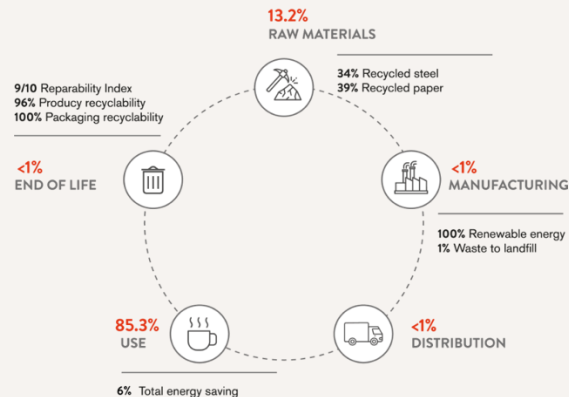 13.2%
RAW MATERIALS
34% Recycled steel
39% Recycled paper
9/10 Reparability Index
96% Producy recyclability
100% Packaging recyclability
<1%
END OF LIFE
<1%
MANUFACTURING
100% Renewable energy
1% Waste to landfill
85.3%
USE
6% Total energy saving
<1%
DISTRIBUTION